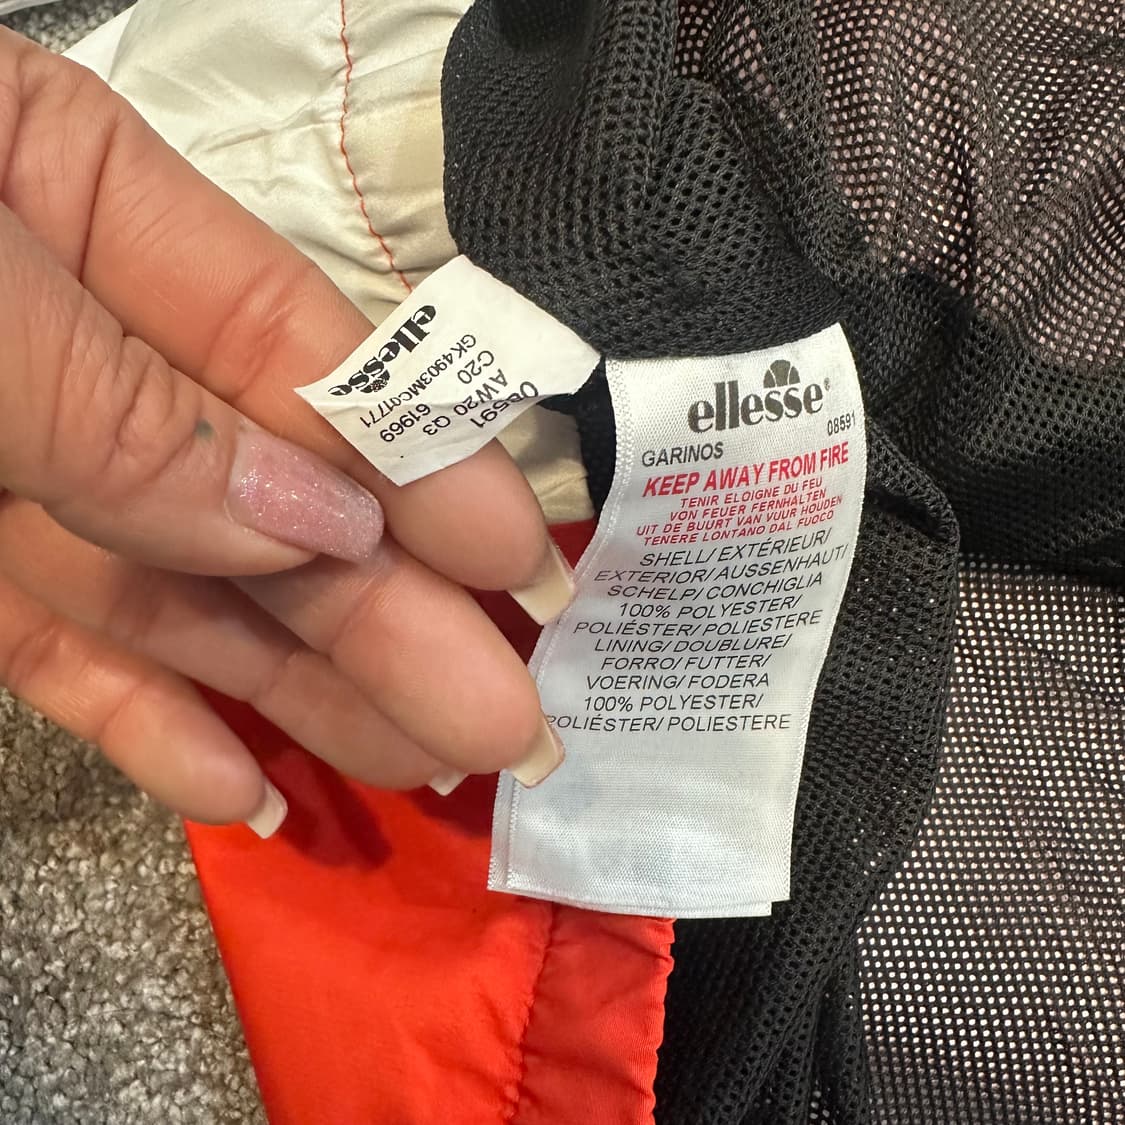 ellesse
GK4903MC01771
C20 61969
AW20 Q3
08591
ellesse®
08591
GARINOS
KEEP AWAY FROM FIRE
TENIR ELOIGNE DU FEU
VON FEUER FERNHALTEN
UIT DE BUURT VAN VUUR HOUDEN
TENERE LONTANO DAL FUOCO
SHELL/ EXTÉRIEUR/
EXTERIOR/ AUSSENHAUT/
SCHELP/ CONCHIGLIA
100% POLYESTER/
POLIÉSTER/ POLIESTERE
LINING/ DOUBLURE/
FORRO/ FUTTER/
VOERING/ FODERA
100% POLYESTER/
POLIÉSTER/ POLIESTERE